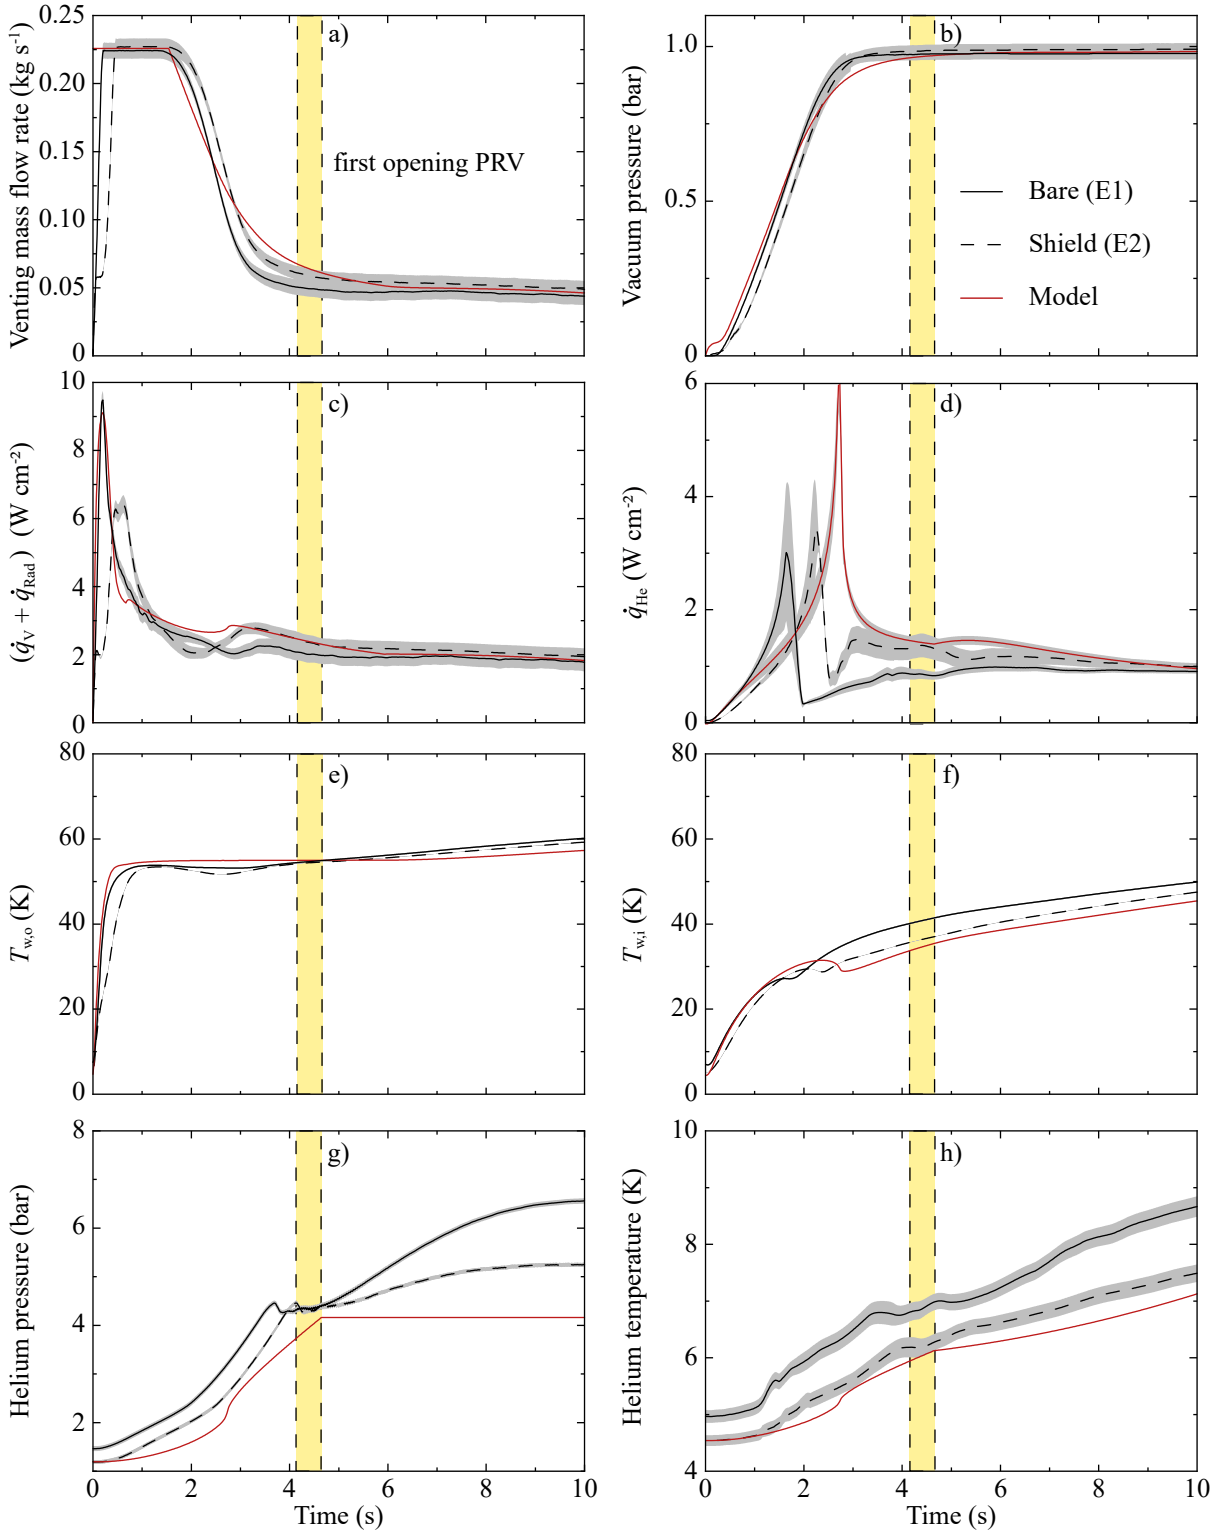 Venting mass flow rate (kg s⁻¹)
0.25
0.20
0.15
0.10
0.05
0
a)
first opening PRV
Vacuum pressure (bar)
1.0
0.5
0
b)
Bare (E1)
Shield (E2)
Model
(q̇V + q̇Rad) (W cm⁻²)
10
8
6
4
2
0
c)
q̇He (W cm⁻²)
6
4
2
0
d)
Tw,o (K)
80
60
40
20
0
e)
Tw,i (K)
80
60
40
20
0
f)
Helium pressure (bar)
8
6
4
2
g)
0 2 4 6 8 10
Time (s)
Helium temperature (K)
10
8
6
4
h)
0 2 4 6 8 10
Time (s)